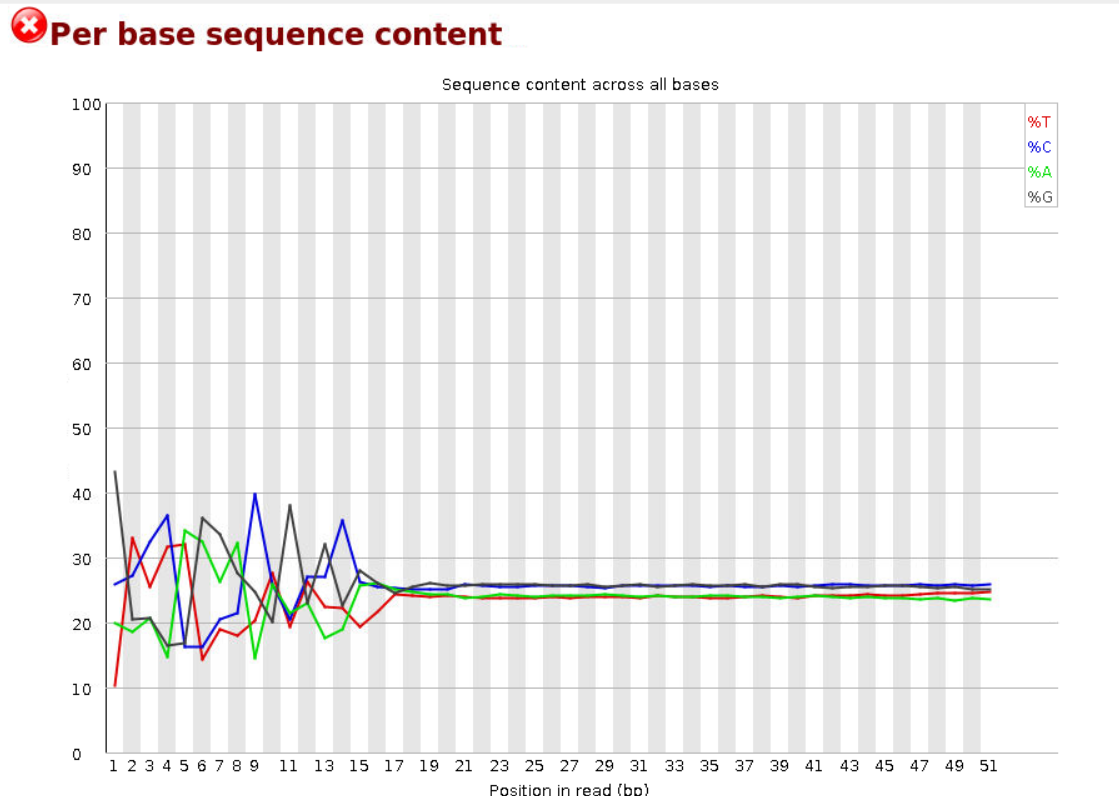 Per base sequence content
Sequence content across all bases
100
90
80
70
60
50
40
30
20
10
0
%T
%C
%A
%G
1 2 3 4 5 6 7 8 9 11 13 15 17 19 21 23 25 27 29 31 33 35 37 39 41 43 45 47 49 51
Position in read (bp)